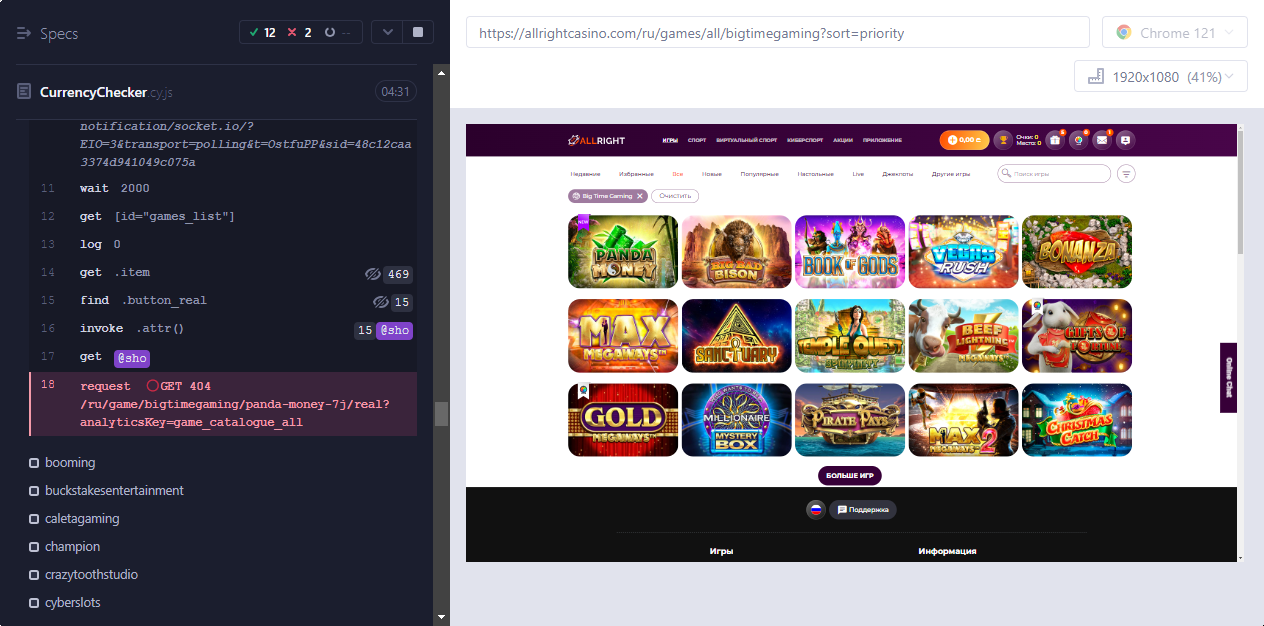 Specs
12
2
--
CurrencyChecker.cy.js
04:31
notification/socket.io/?
EIO=3&transport=polling&t=OstfuPP&sid=48c12caa
3374d941049c075a
11 wait 2000
12 get [id="games_list"]
13 log 0
14 get .item 469
15 find .button_real 15
16 invoke .attr() 15 @sho
17 get @sho
18 request GET 404
/ru/game/bigtimegaming/panda-money-7j/real?
analyticsKey=game_catalogue_all
booming
buckstakesentertainment
caletagaming
champion
crazytoothstudio
cyberslots
https://allrightcasino.com/ru/games/all/bigtimegaming?sort=priority
Chrome 121
1920x1080 (41%)
ALLRIGHT
ИГРЫ СПОРТ ВИРТУАЛЬНЫЙ СПОРТ КИБЕРСПОРТ АКЦИИ ПРИЛОЖЕНИЕ
0,00 ₴
Очки: 0
Место: 0
Недавние Избранные Все Новые Популярные Настольные Live Джекпоты Другие игры
Поиск игры
Big Time Gaming
Очистить
NEW
PANDA MONEY
BIG BAD BISON
BOOK OF GODS
VEGAS RUSH
BONANZA
MAX MEGAWAYS
SANCTUARY
TEMPLE QUEST SPINFINITY
BEEF LIGHTNING MEGAWAYS
GIFTS OF FORTUNE
GOLD MEGAWAYS
MILLIONAIRE MYSTERY BOX
PIRATE PAYS
MAX MEGAWAYS 2
CHRISTMAS CATCH
Online Chat
БОЛЬШЕ ИГР
Поддержка
Игры
Информация